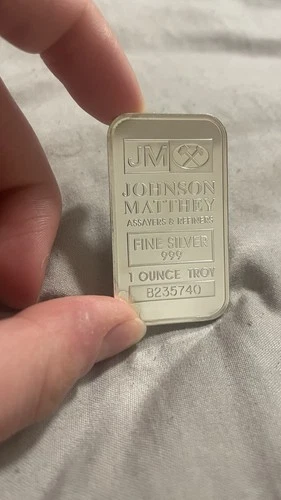 JM
JOHNSON
MATTHEY
ASSAYERS & REFINERS
FINE SILVER
999
1 OUNCE TROY
B235740